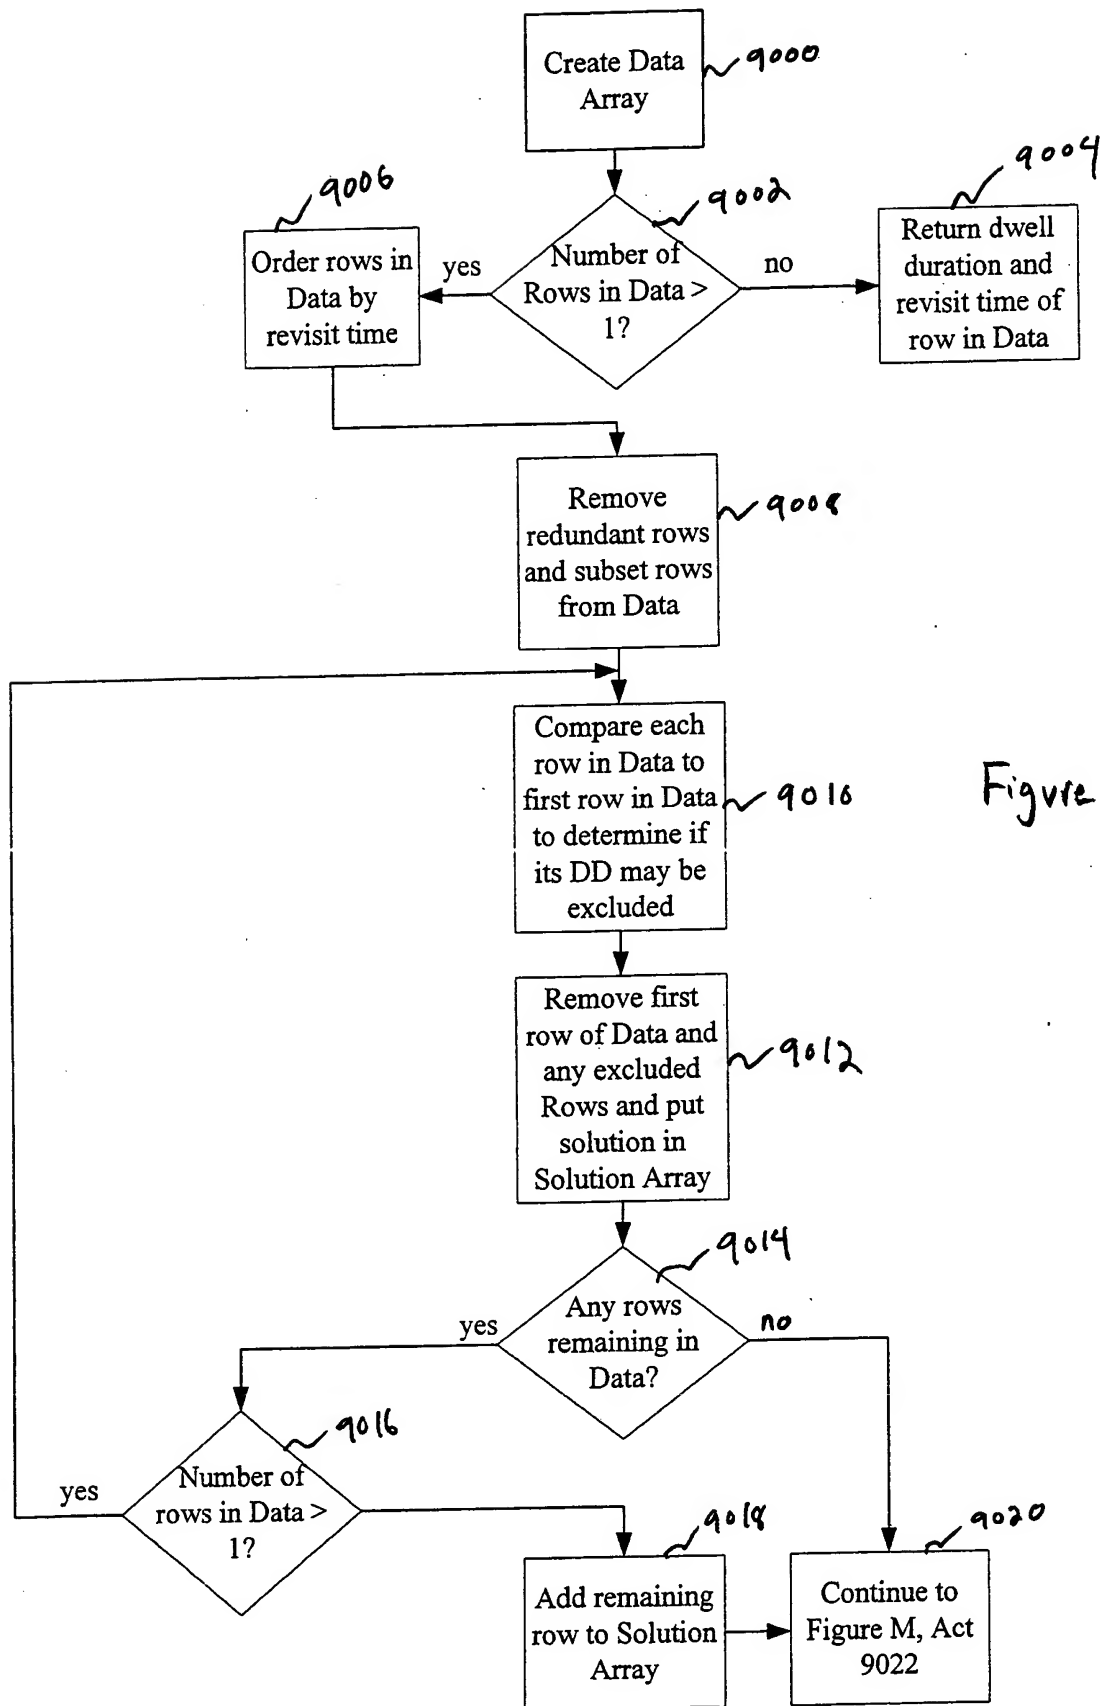 Create Data
Array
9000
9006
9002
9004
Order rows in
Data by
revisit time
yes
Number of
Rows in Data >
1?
no
Return dwell
duration and
revisit time of
row in Data
Remove
redundant rows
and subset rows
from Data
9008
Compare each
row in Data to
first row in Data
to determine if
its DD may be
excluded
9010
Figure
Remove first
row of Data and
any excluded
Rows and put
solution in
Solution Array
9012
9014
Any rows
remaining in
Data?
yes
no
9016
Number of
rows in Data >
1?
yes
9018
9020
Add remaining
row to Solution
Array
Continue to
Figure M, Act
9022